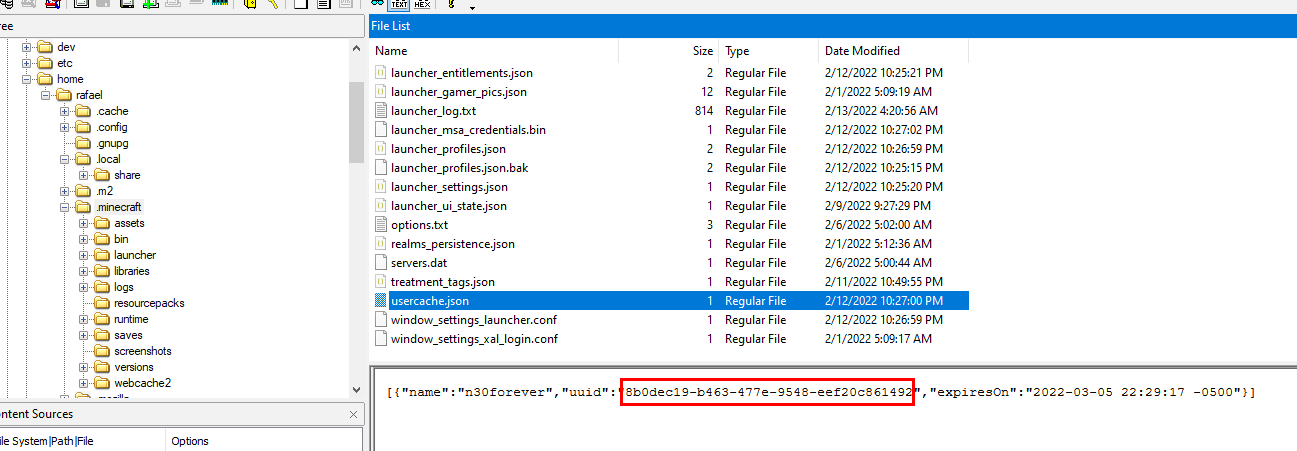 TEXT HEX
ree
File List
dev
etc
home
rafael
.cache
.config
.gnupg
.local
share
.m2
.minecraft
assets
bin
launcher
libraries
logs
resourcepacks
runtime
saves
screenshots
versions
webcache2
ontent Sources
ile System|Path|File Options
Name Size Type Date Modified
launcher_entitlements.json 2 Regular File 2/12/2022 10:25:21 PM
launcher_gamer_pics.json 12 Regular File 2/1/2022 5:09:19 AM
launcher_log.txt 814 Regular File 2/13/2022 4:20:56 AM
launcher_msa_credentials.bin 1 Regular File 2/12/2022 10:27:02 PM
launcher_profiles.json 2 Regular File 2/12/2022 10:26:59 PM
launcher_profiles.json.bak 2 Regular File 2/12/2022 10:25:15 PM
launcher_settings.json 1 Regular File 2/12/2022 10:25:20 PM
launcher_ui_state.json 1 Regular File 2/9/2022 9:27:29 PM
options.txt 3 Regular File 2/6/2022 5:02:00 AM
realms_persistence.json 1 Regular File 2/1/2022 5:12:36 AM
servers.dat 1 Regular File 2/6/2022 5:00:44 AM
treatment_tags.json 1 Regular File 2/11/2022 10:49:55 PM
usercache.json 1 Regular File 2/12/2022 10:27:00 PM
window_settings_launcher.conf 1 Regular File 2/12/2022 10:26:59 PM
window_settings_xal_login.conf 1 Regular File 2/1/2022 5:09:17 AM
[{"name":"n30forever","uuid":"8b0dec19-b463-477e-9548-eef20c861492","expiresOn":"2022-03-05 22:29:17 -0500"}]